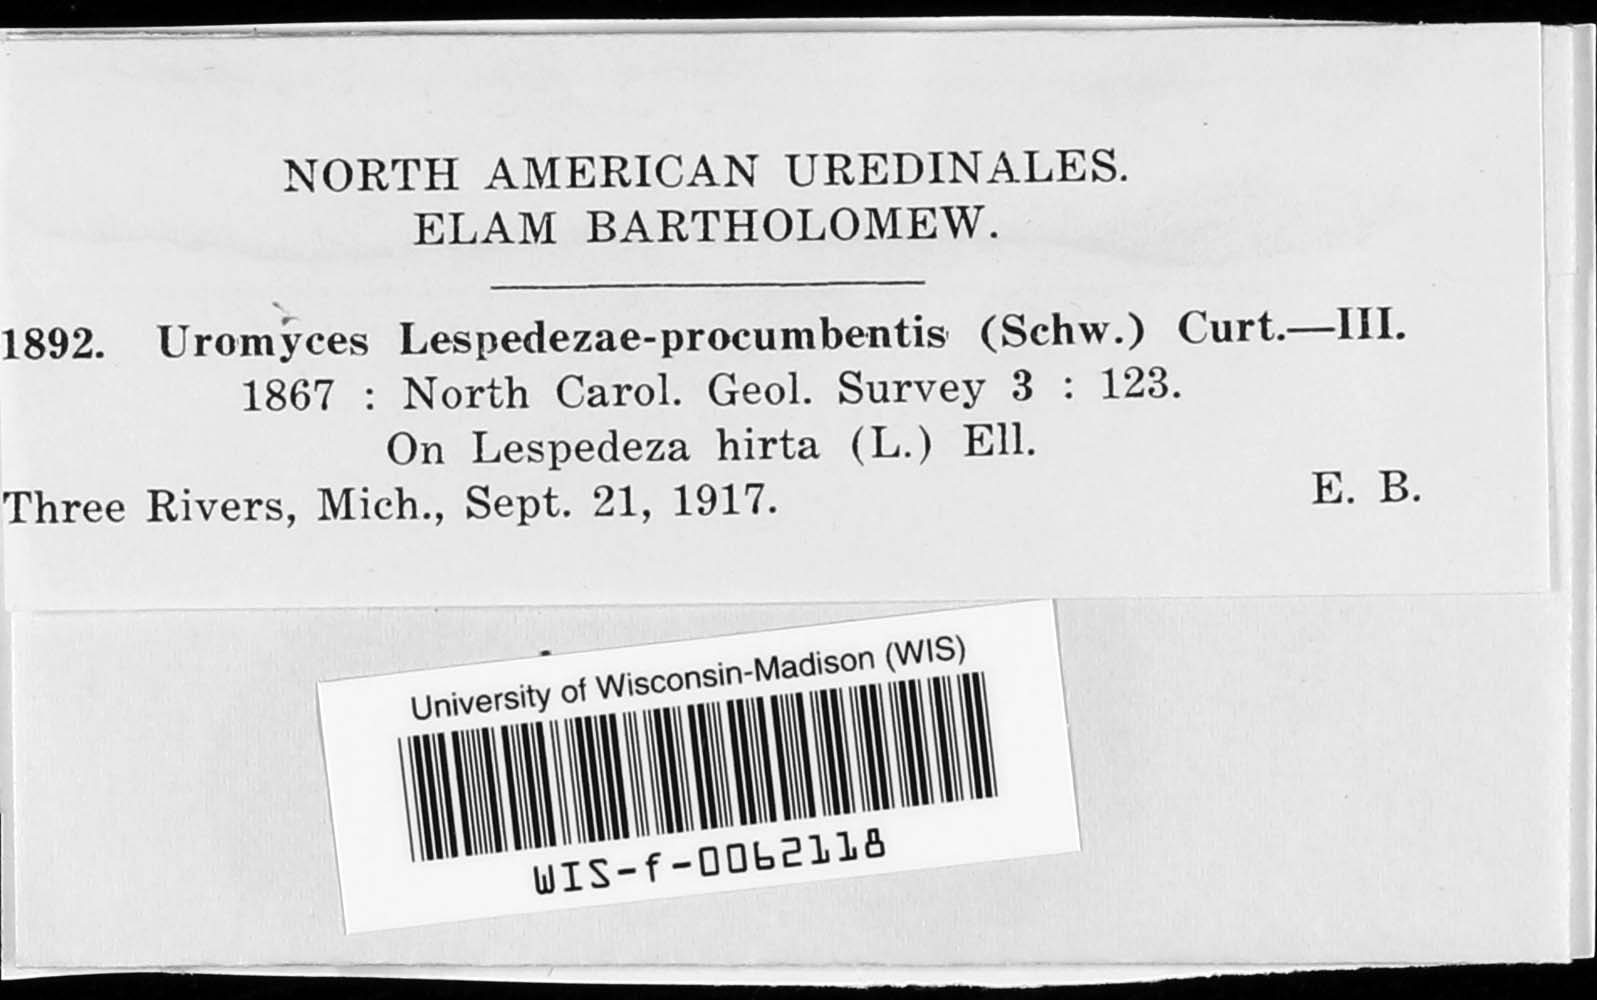 NORTH AMERICAN UREDINALES.
ELAM BARTHOLOMEW.
1892. Uromyces Lespedezae-procumbentis (Schw.) Curt.—III.
1867 : North Carol. Geol. Survey 3 : 123.
On Lespedeza hirta (L.) Ell.
Three Rivers, Mich., Sept. 21, 1917. E. B.
University of Wisconsin-Madison (WIS)
WIS-f-0062118